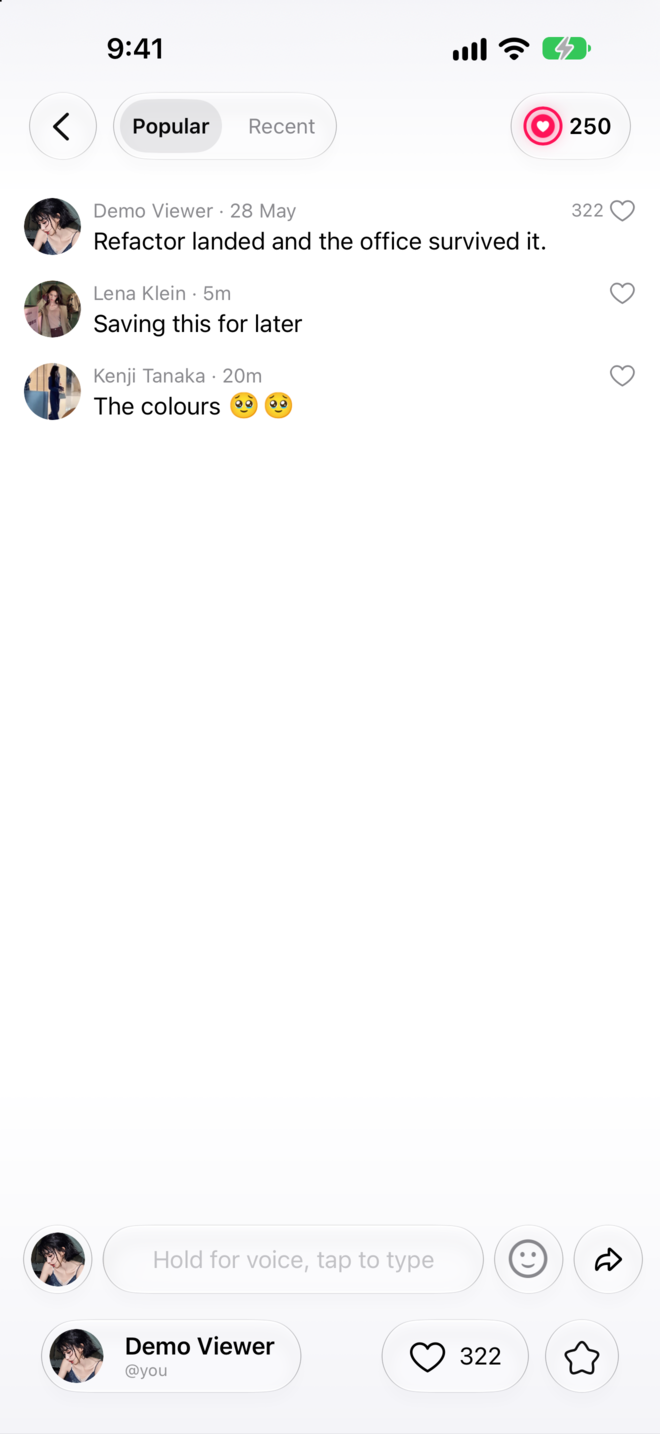 9:41
Popular
Recent
250
Demo Viewer · 28 May
322
Refactor landed and the office survived it.
Lena Klein · 5m
Saving this for later
Kenji Tanaka · 20m
The colours 🥹 🥹
Hold for voice, tap to type
Demo Viewer
@you
322